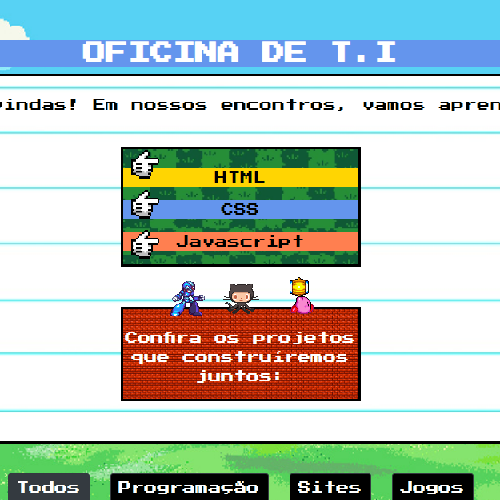 OFICINA DE T.I
vindas! Em nossos encontros, vamos apren
HTML
CSS
Javascript
Confira os projetos
que construíremos
juntos:
Todos Programação Sites Jogos